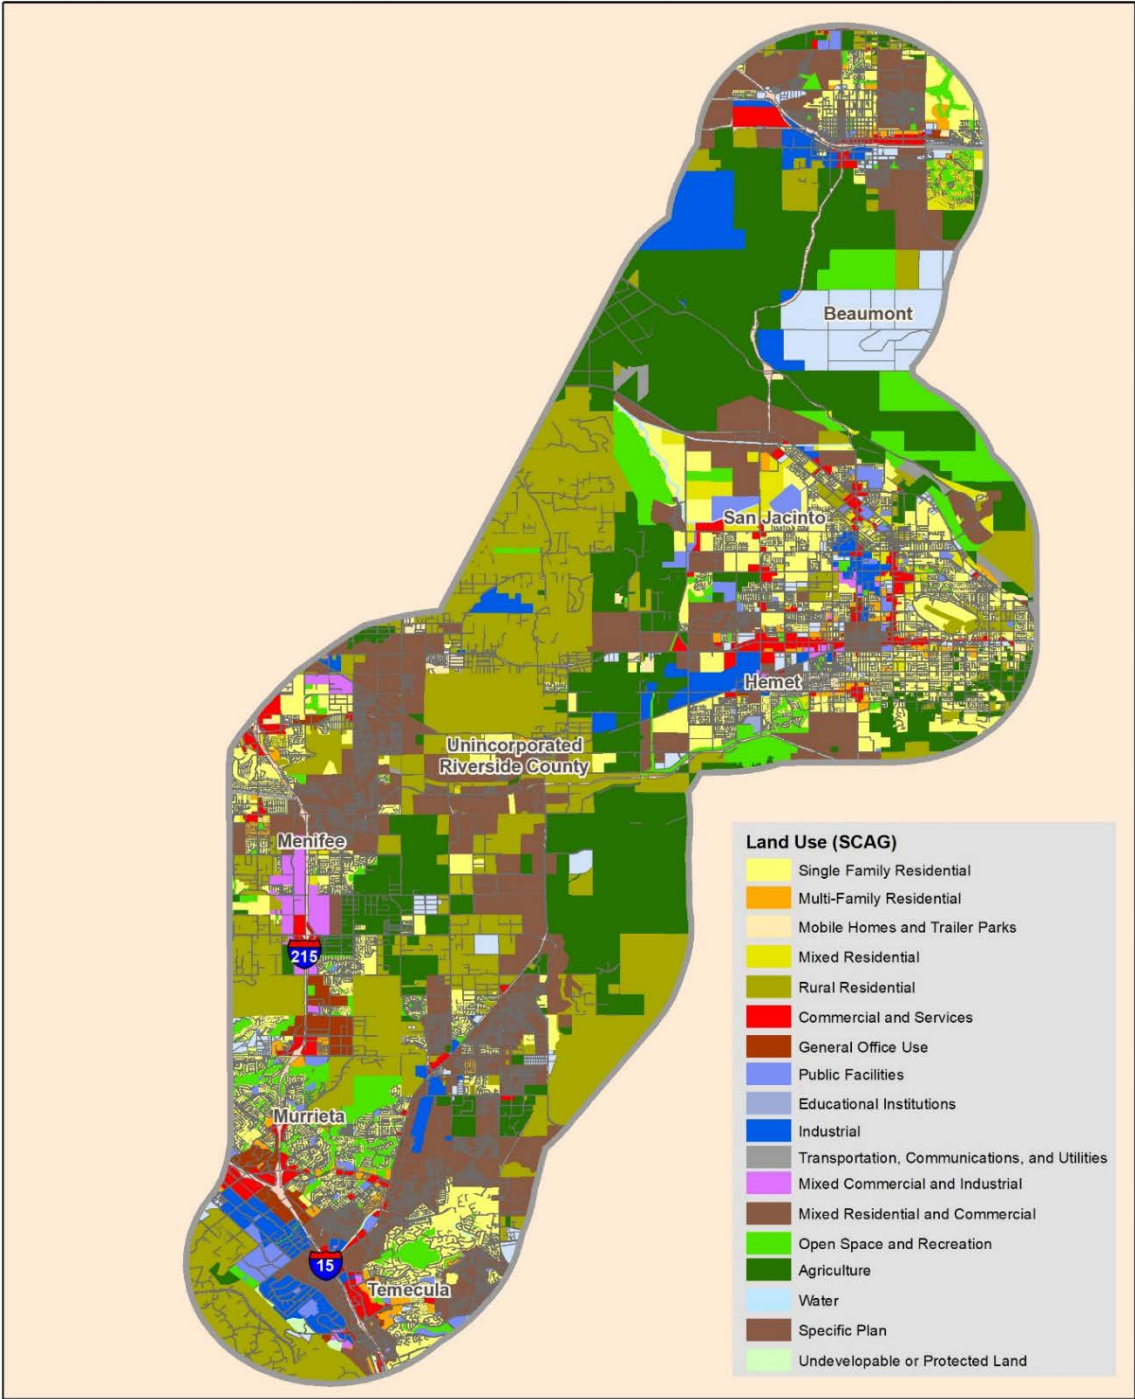 Beaumont
San Jacinto
Hemet
Unincorporated
Riverside County
Menifee
215
Murrieta
15
Temecula
Land Use (SCAG)
Single Family Residential
Multi-Family Residential
Mobile Homes and Trailer Parks
Mixed Residential
Rural Residential
Commercial and Services
General Office Use
Public Facilities
Educational Institutions
Industrial
Transportation, Communications, and Utilities
Mixed Commercial and Industrial
Mixed Residential and Commercial
Open Space and Recreation
Agriculture
Water
Specific Plan
Undevelopable or Protected Land